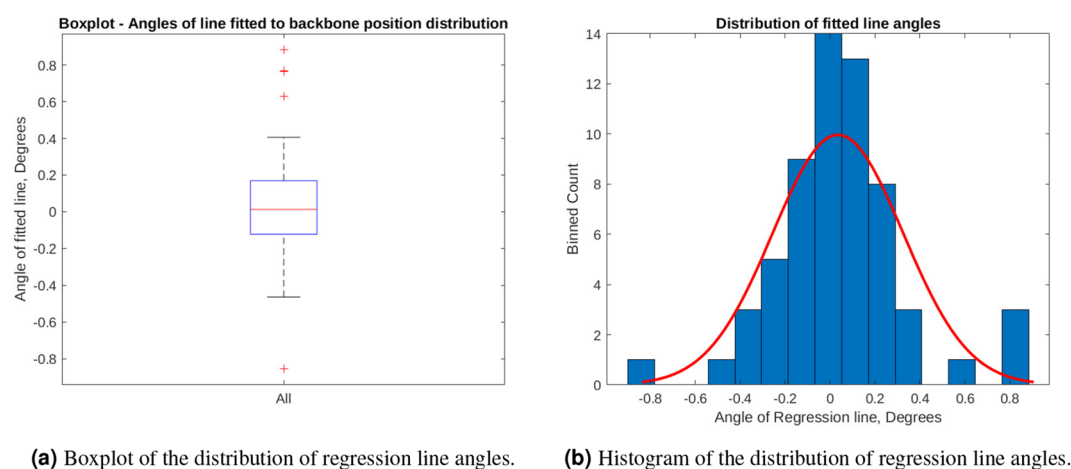 Boxplot - Angles of line fitted to backbone position distribution
Angle of fitted line, Degrees
0.8
0.6
0.4
0.2
0
-0.2
-0.4
-0.6
-0.8
All
(a) Boxplot of the distribution of regression line angles.
Distribution of fitted line angles
Binned Count
14
12
10
8
6
4
2
0
-0.8 -0.6 -0.4 -0.2 0 0.2 0.4 0.6 0.8
Angle of Regression line, Degrees
(b) Histogram of the distribution of regression line angles.